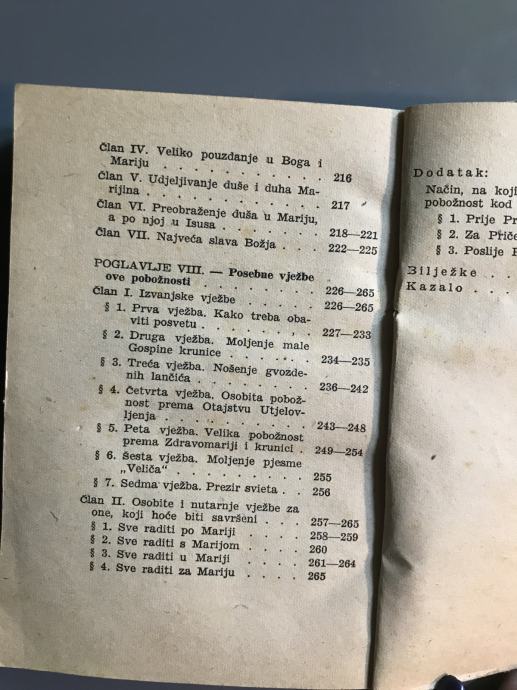 Član IV. Veliko pouzdanje u Boga i
Mariju . . . . . . . . . . 216
Član V. Udjeljivanje duše i duha Ma-
rijina . . . . . . . . . . 217
Član VI. Preobraženje duša u Mariju,
a po njoj u Isusa . . . . . . 218—221
Član VII. Najveća slava Božja . . . 222—225
POGLAVLJE VIII. — Posebne vježbe
ove pobožnosti . . . . . . . 226—265
Član I. Izvanjske vježbe . . . . . 226—265
§ 1. Prva vježba. Kako treba oba-
viti posvetu . . . . . . . 227—233
§ 2. Druga vježba. Moljenje male
Gospine krunice . . . . . . 234—235
§ 3. Treća vježba. Nošenje gvozde-
nih lančića . . . . . . . . 236—242
§ 4. Četvrta vježba. Osobita pobož-
nost prema Otajstvu Utjelov-
ljenja . . . . . . . . . . 243—248
§ 5. Peta vježba. Velika pobožnost
prema Zdravomariji i krunici . 249—254
§ 6. Šesta vježba. Moljenje pjesme
„Veliča" . . . . . . . . . 255
§ 7. Sedma vježba. Prezir svieta . . 256
Član II. Osobite i nutarnje vježbe za
one, koji hoće biti savršeni . . . . 257—265
§ 1. Sve raditi po Mariji . . . . 258—259
§ 2. Sve raditi s Marijom . . . . 260
§ 3. Sve raditi u Mariji . . . . . 261—264
§ 4. Sve raditi za Mariju . . . . . 265
Dodatak:
Način, na koji
pobožnost kod
§ 1. Prije
§ 2. Za
§ 3. Poslije
Bilježke . . .
Kazalo . . . .